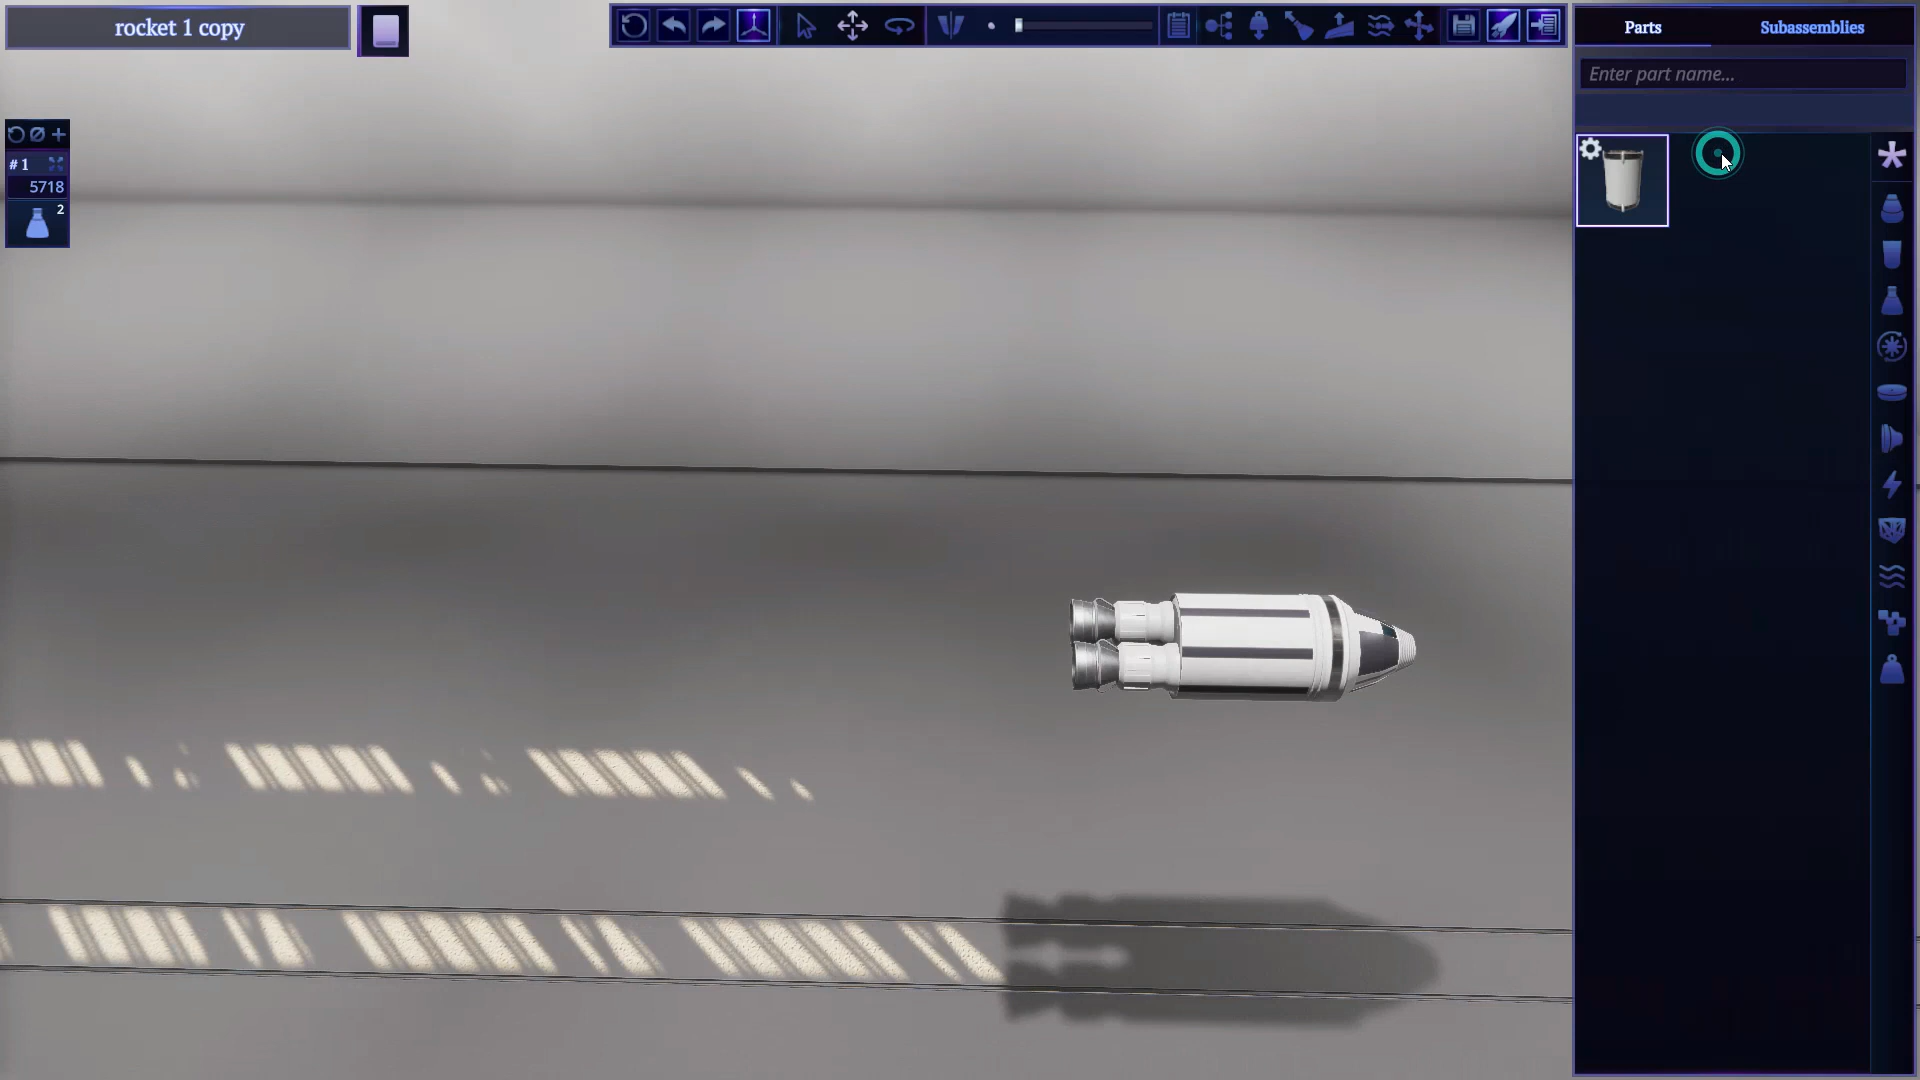 rocket 1 copy
Parts
Subassemblies
Enter part name...
# 1
5718
2